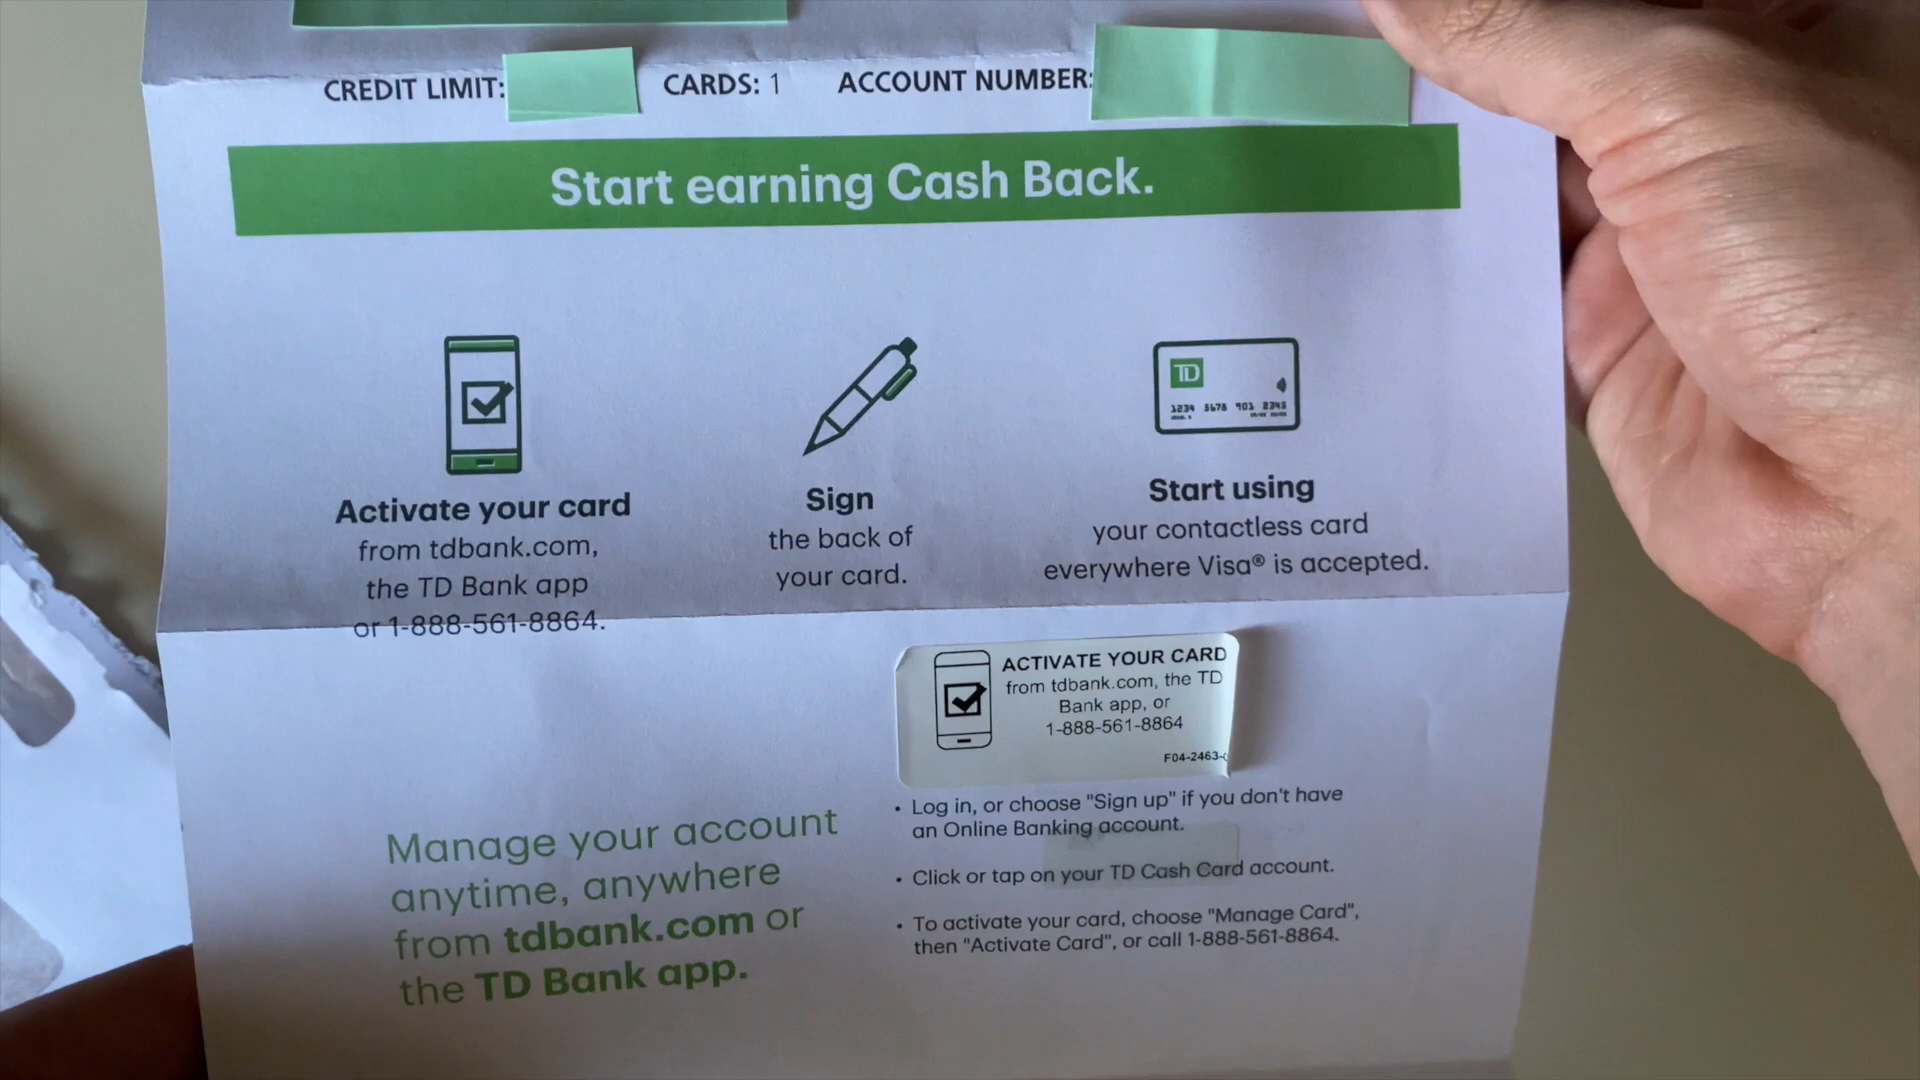 CREDIT LIMIT: CARDS: 1 ACCOUNT NUMBER:
Start earning Cash Back.
TD
1234 5678 901 2345
Activate your card
from tdbank.com,
the TD Bank app
or 1-888-561-8864.
Sign
the back of
your card.
Start using
your contactless card
everywhere Visa® is accepted.
ACTIVATE YOUR CARD
from tdbank.com, the TD
Bank app, or
1-888-561-8864
F04-2463-
Manage your account
anytime, anywhere
from tdbank.com or
the TD Bank app.
• Log in, or choose "Sign up" if you don't have
an Online Banking account.
• Click or tap on your TD Cash Card account.
• To activate your card, choose "Manage Card",
then "Activate Card", or call 1-888-561-8864.